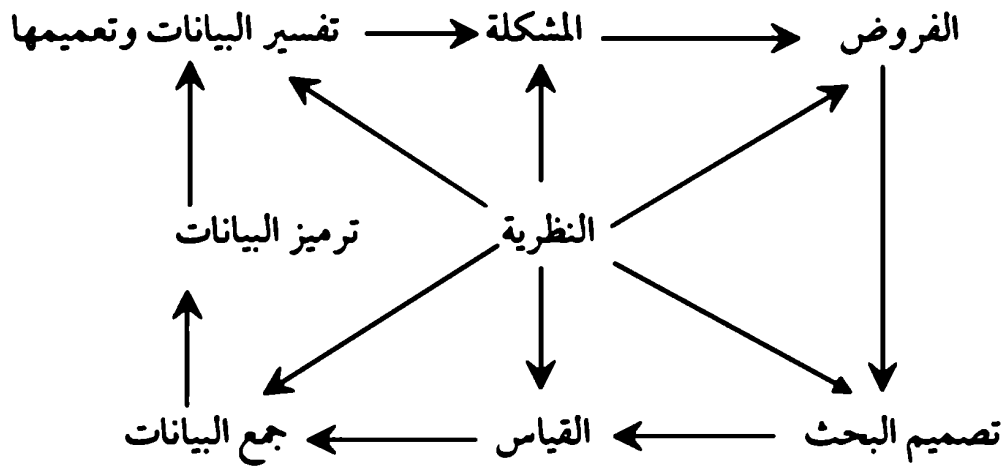 الفروض
المشكلة
تفسير البيانات وتعميمها
النظرية
ترميز البيانات
تصميم البحث
القياس
جمع البيانات